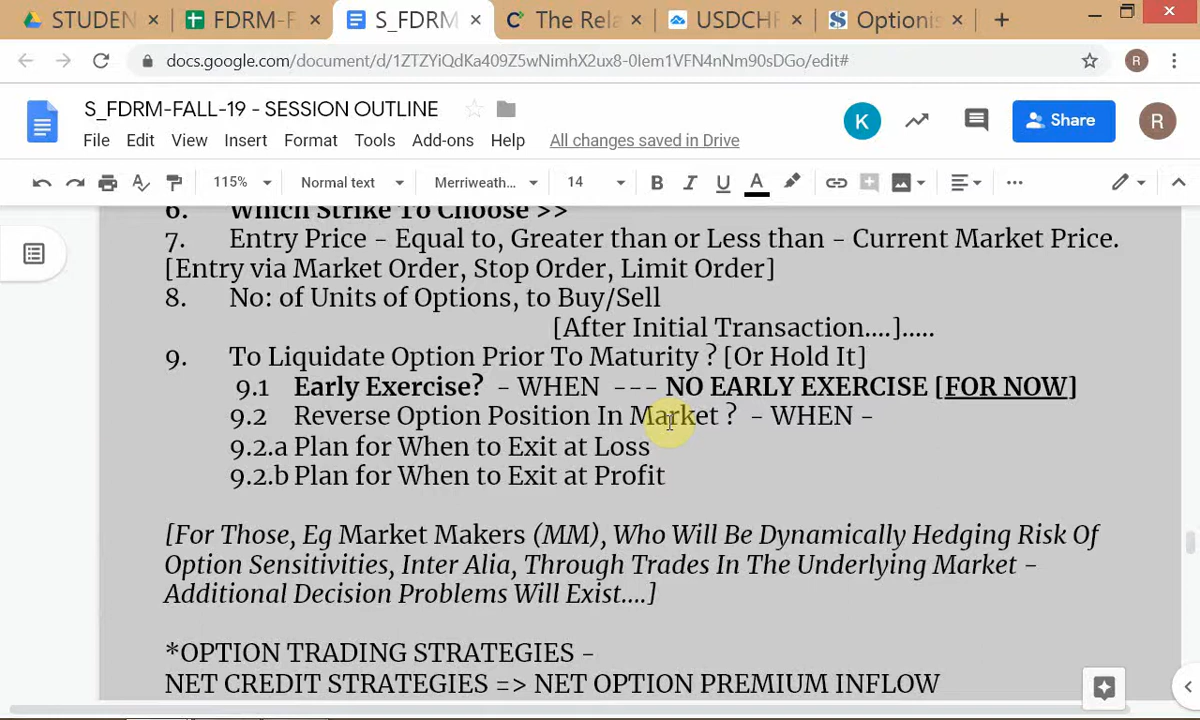 STUDEN
FDRM-F
S_FDRM
The Rela
USDCHF
Optionis
docs.google.com/document/d/1ZTZYiQdKa409Z5wNimhX2ux8-0Iem1VFN4nNm90sDGo/edit#
R
S_FDRM-FALL-19 - SESSION OUTLINE
File Edit View Insert Format Tools Add-ons Help All changes saved in Drive
K
Share
R
115% Normal text Merriweath... 14 B I U A
6. Which Strike To Choose >>
7. Entry Price - Equal to, Greater than or Less than - Current Market Price.
[Entry via Market Order, Stop Order, Limit Order]
8. No: of Units of Options, to Buy/Sell
[After Initial Transaction....].....
9. To Liquidate Option Prior To Maturity ? [Or Hold It]
9.1 Early Exercise? - WHEN --- NO EARLY EXERCISE [FOR NOW]
9.2 Reverse Option Position In Market ? - WHEN -
9.2.a Plan for When to Exit at Loss
9.2.b Plan for When to Exit at Profit
[For Those, Eg Market Makers (MM), Who Will Be Dynamically Hedging Risk Of
Option Sensitivities, Inter Alia, Through Trades In The Underlying Market -
Additional Decision Problems Will Exist....]
*OPTION TRADING STRATEGIES -
NET CREDIT STRATEGIES => NET OPTION PREMIUM INFLOW